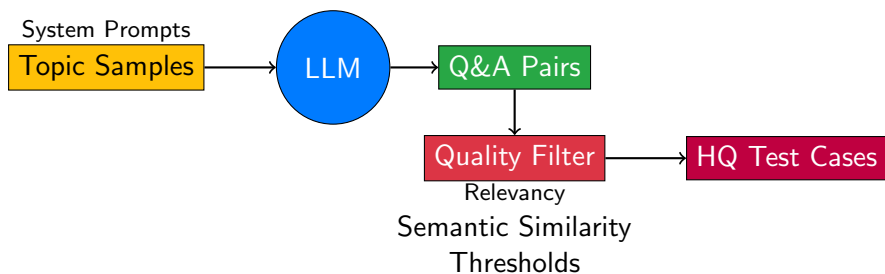 System Prompts
Topic Samples
LLM
Q&A Pairs
Quality Filter
HQ Test Cases
Relevancy
Semantic Similarity
Thresholds